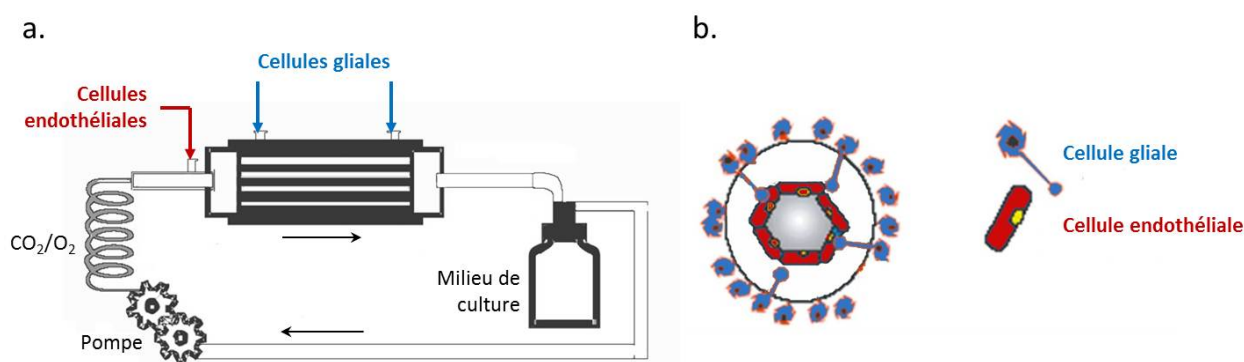 a.
Cellules gliales
Cellules
endothéliales
CO₂/O₂
Milieu de
culture
Pompe
b.
Cellule gliale
Cellule endothéliale